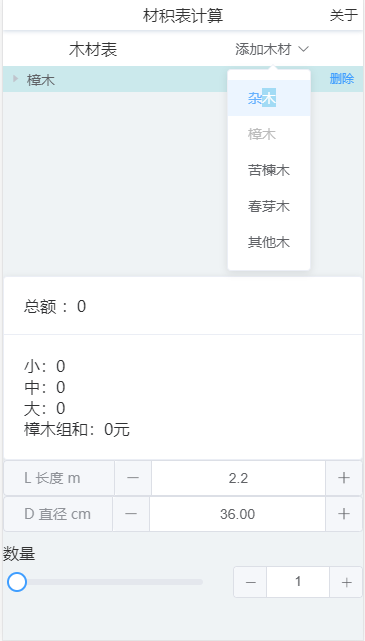 材积表计算 关于
木材表 添加木材
樟木 删除
杂木
樟木
苦楝木
春芽木
其他木
总额 ：0
小：0
中：0
大：0
樟木组和：0元
L 长度 m — 2.2 +
D 直径 cm — 36.00 +
数量
— 1 +